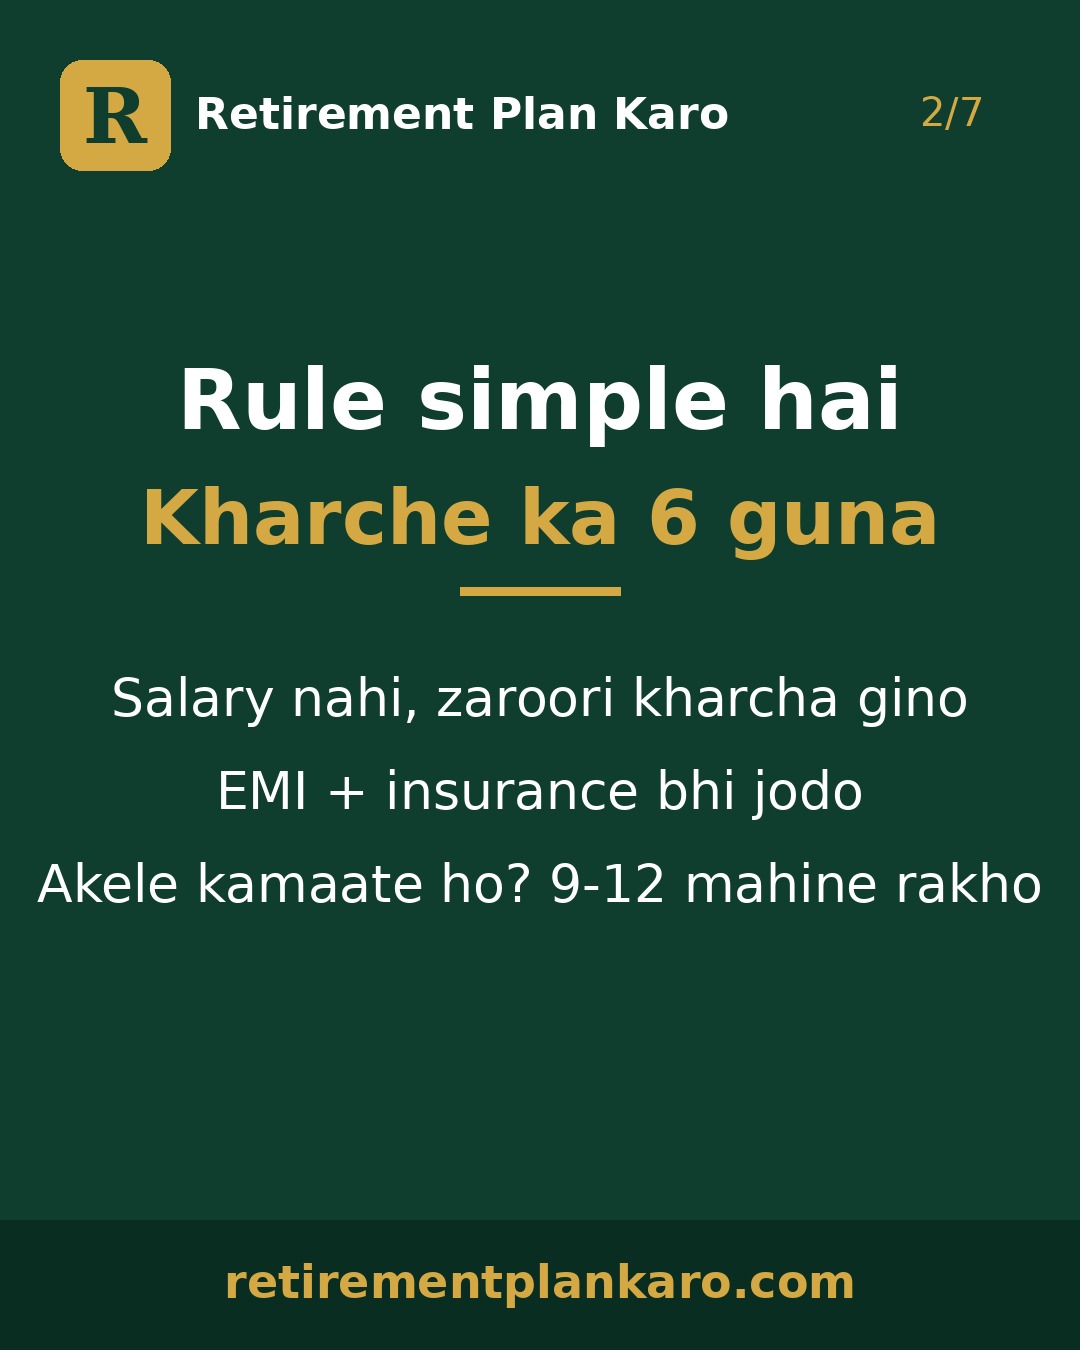 R
Retirement Plan Karo
2/7
Rule simple hai
Kharche ka 6 guna
Salary nahi, zaroori kharcha gino
EMI + insurance bhi jodo
Akele kamaate ho? 9-12 mahine rakho
retirementplankaro.com